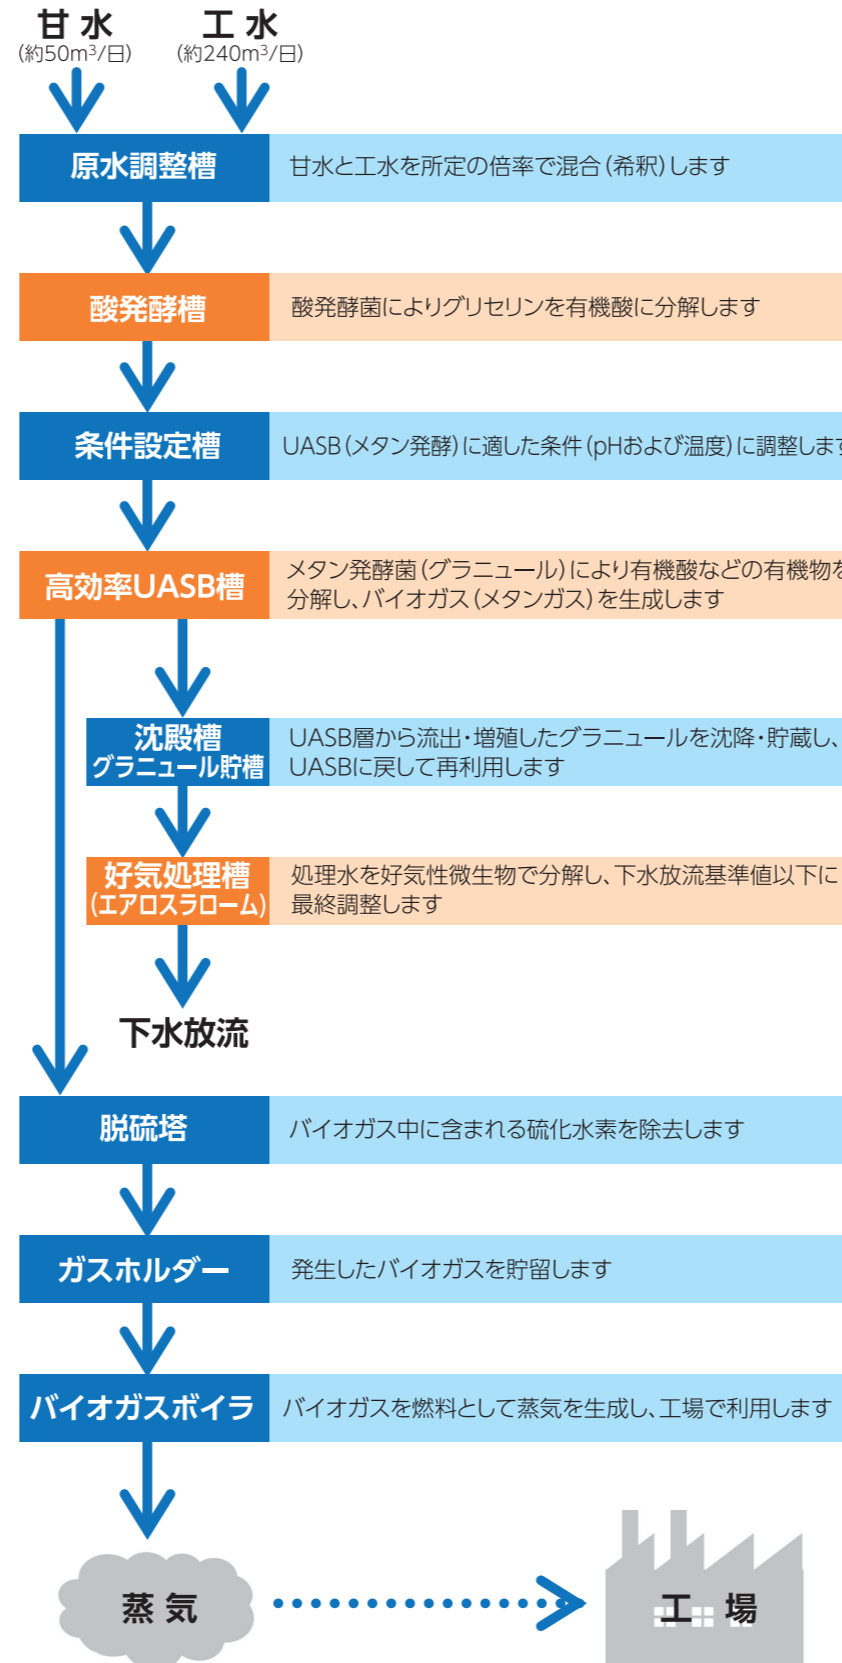 甘水 工水
(約50m³/日) (約240m³/日)
原水調整槽 甘水と工水を所定の倍率で混合(希釈)します
酸発酵槽 酸発酵菌によりグリセリンを有機酸に分解します
条件設定槽 UASB(メタン発酵)に適した条件(pHおよび温度)に調整します
高効率UASB槽
メタン発酵菌(グラニュール)により有機酸などの有機物を
分解し、バイオガス(メタンガス)を生成します
沈殿槽
グラニュール貯槽
UASB層から流出・増殖したグラニュールを沈降・貯蔵し、
UASBに戻して再利用します
好気処理槽
(エアロスラローム)
処理水を好気性微生物で分解し、下水放流基準値以下に
最終調整します
下水放流
脱硫塔 バイオガス中に含まれる硫化水素を除去します
ガスホルダー 発生したバイオガスを貯留します
バイオガスボイラ バイオガスを燃料として蒸気を生成し、工場で利用します
蒸気 工場